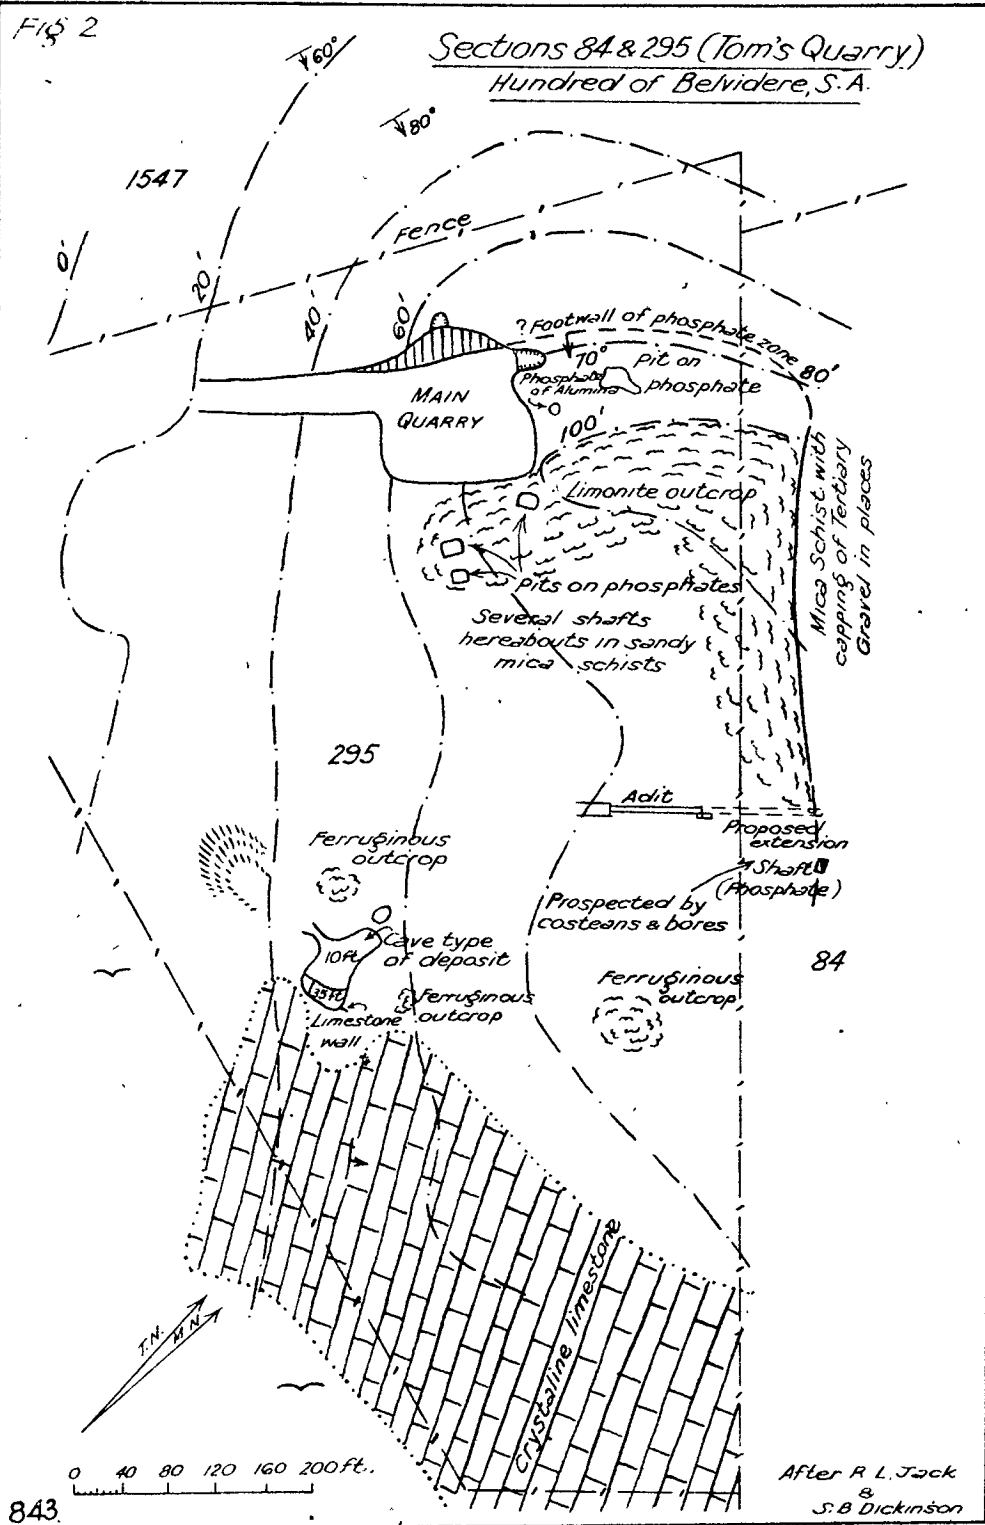 FIG 2
Sections 84 & 295 (Tom's Quarry)
Hundred of Belvidere, S.A.
60°
80°
1547
Fence
0'
20'
40'
60'
? Footwall of phosphate zone
70°
80'
Pit on
phosphate
Phosphate
of Alumina
MAIN
QUARRY
100'
Limonite outcrop
Mica Schist with
capping of Tertiary
Gravel in places
Pits on phosphates
Several shafts
hereabouts in sandy
mica schists
295
Adit
Proposed
extension
Shaft
(Phosphate)
Ferruginous
outcrop
Prospected by
costeans & bores
84
Cave type
of deposit
10ft
35ft
Ferruginous
outcrop
Ferruginous
outcrop
Limestone
wall
Crystaline limestone
T.N.
M.N.
0 40 80 120 160 200 ft.
After R L. Jack
&
S.B Dickinson
843.